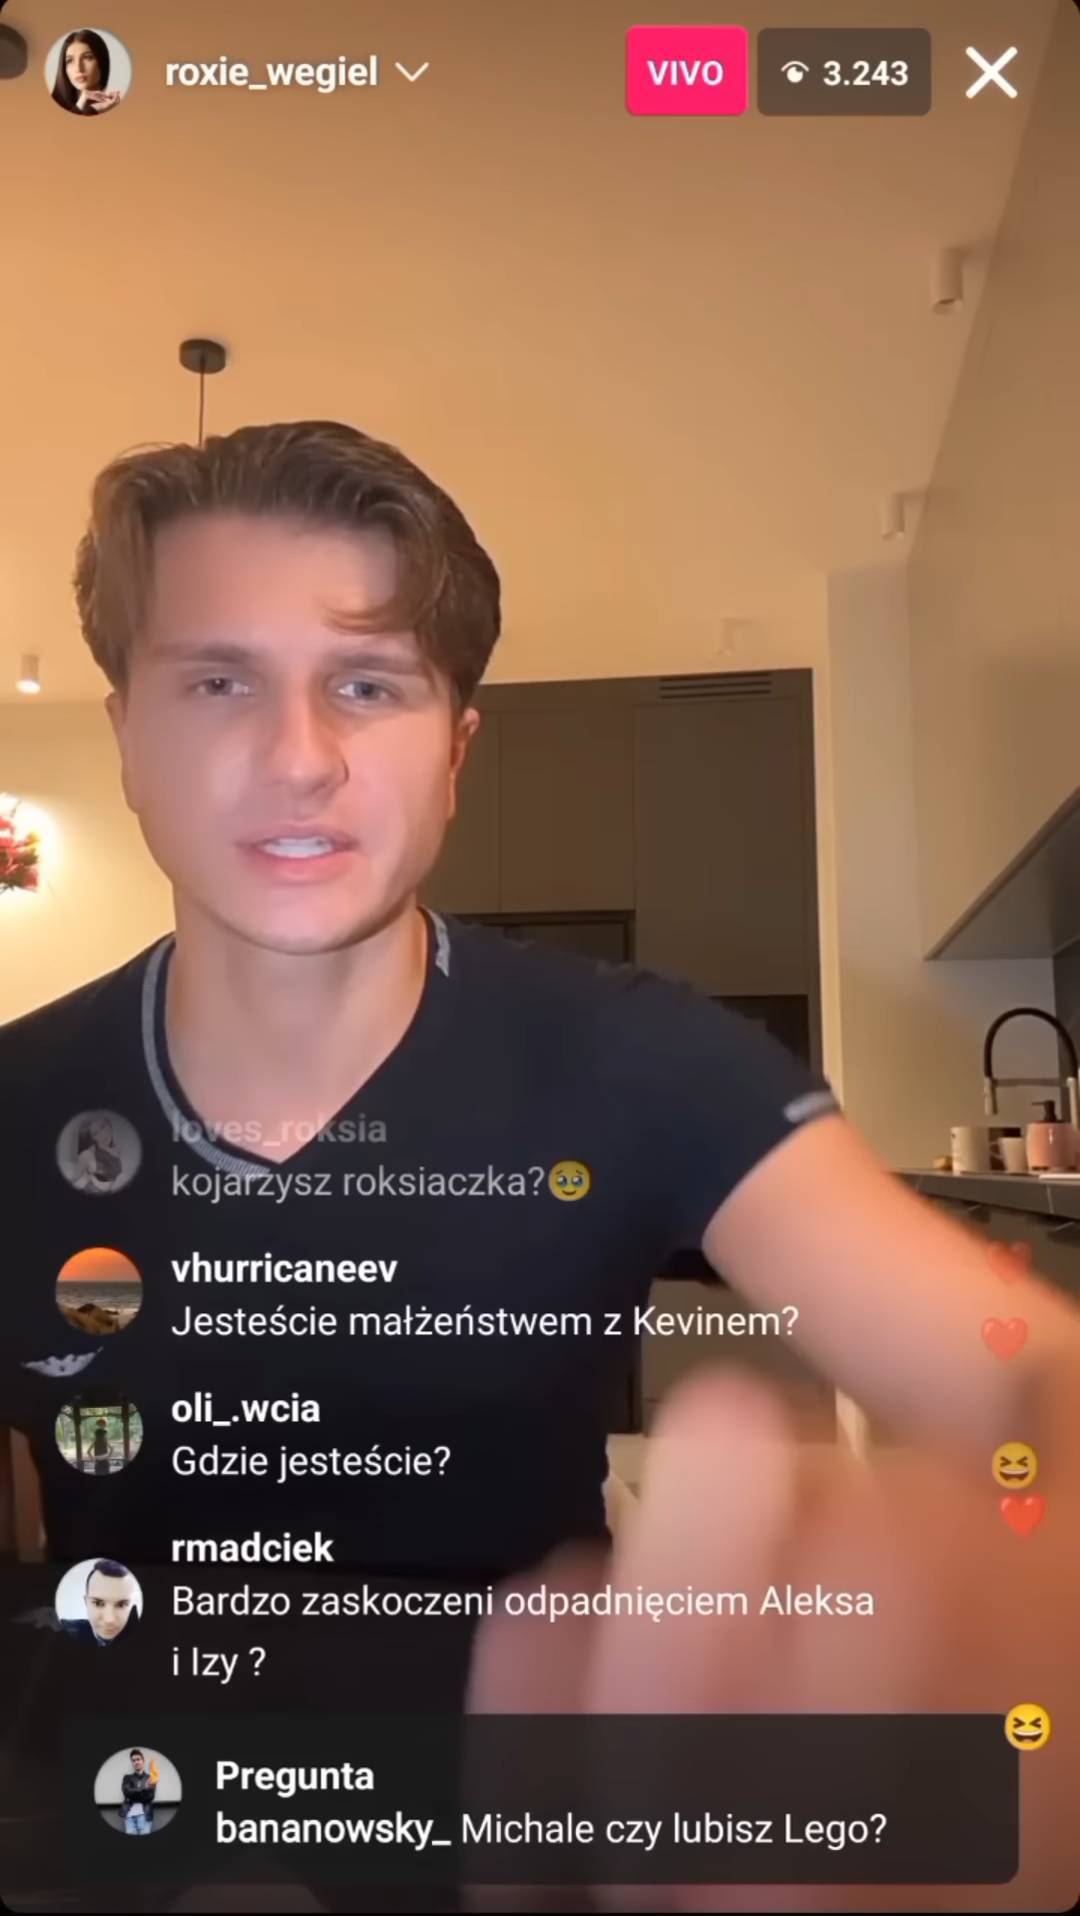 roxie_wegiel
VIVO
3.243
loves_roksia
kojarzysz roksiaczka?🥹
vhurricaneev
Jesteście małżeństwem z Kevinem?
oli_.wcia
Gdzie jesteście?
rmadciek
Bardzo zaskoczeni odpadnięciem Aleksa
i Izy ?
Pregunta
bananowsky_ Michale czy lubisz Lego?